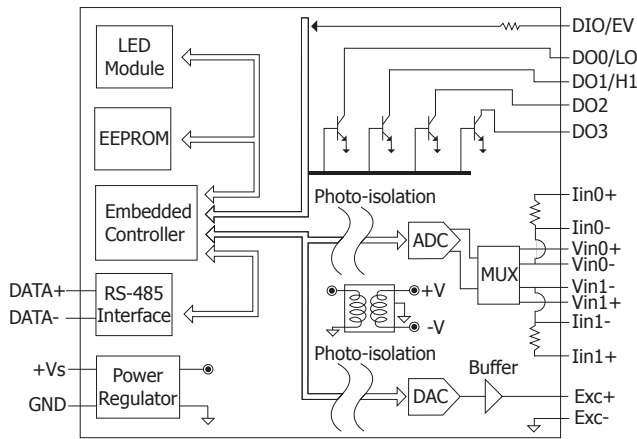 LED
Module
EEPROM
Embedded
Controller
RS-485
Interface
Power
Regulator
DATA+
DATA-
+Vs
GND
Photo-isolation
ADC
MUX
+V
-V
Photo-isolation
DAC
Buffer
DIO/EV
DO0/LO
DO1/H1
DO2
DO3
Iin0+
Iin0-
Vin0+
Vin0-
Vin1-
Vin1+
Iin1-
Iin1+
Exc+
Exc-